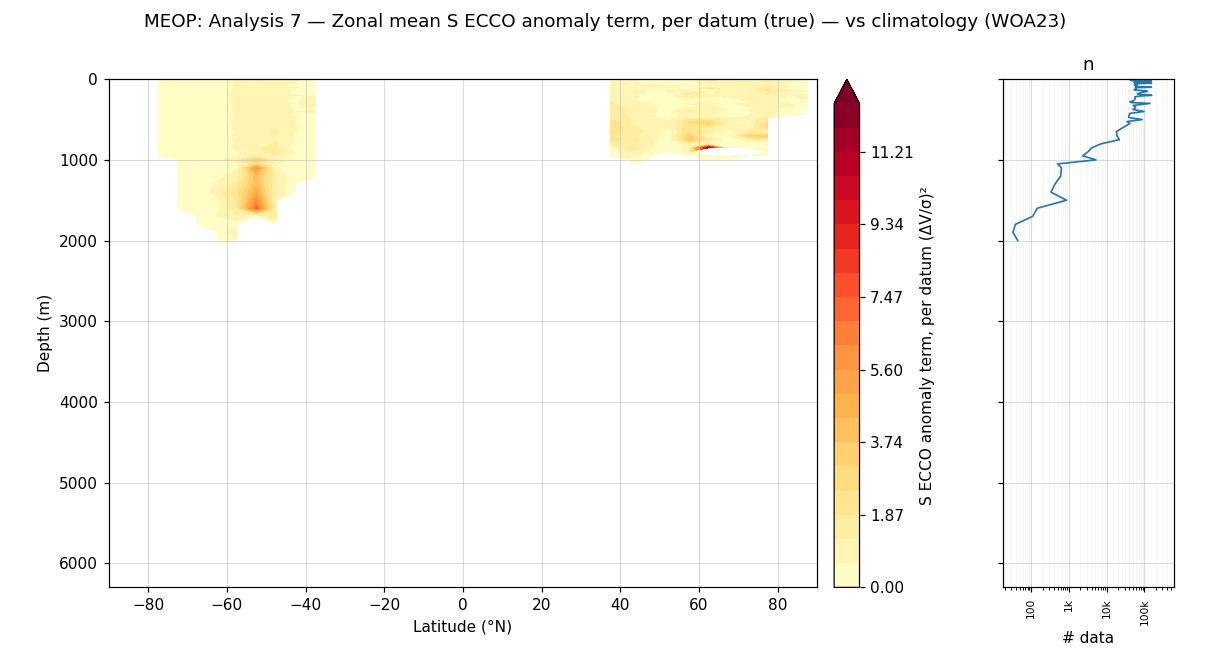 MEOP: Analysis 7 — Zonal mean S ECCO anomaly term, per datum (true) — vs climatology (WOA23)
n
0
1000
2000
3000
4000
5000
6000
Depth (m)
−80
−60
−40
−20
0
20
40
60
80
Latitude (°N)
11.21
9.34
7.47
5.60
3.74
1.87
0.00
S ECCO anomaly term, per datum (ΔV/σ)²
100
1k
10k
100k
# data